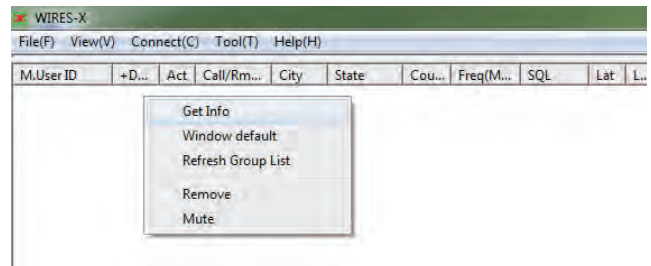 WIRES-X
File(F) View(V) Connect(C) Tool(T) Help(H)
M.User ID +D... Act Call/Rm... City State Cou... Freq(M... SQL Lat L...
Get Info
Window default
Refresh Group List
Remove
Mute